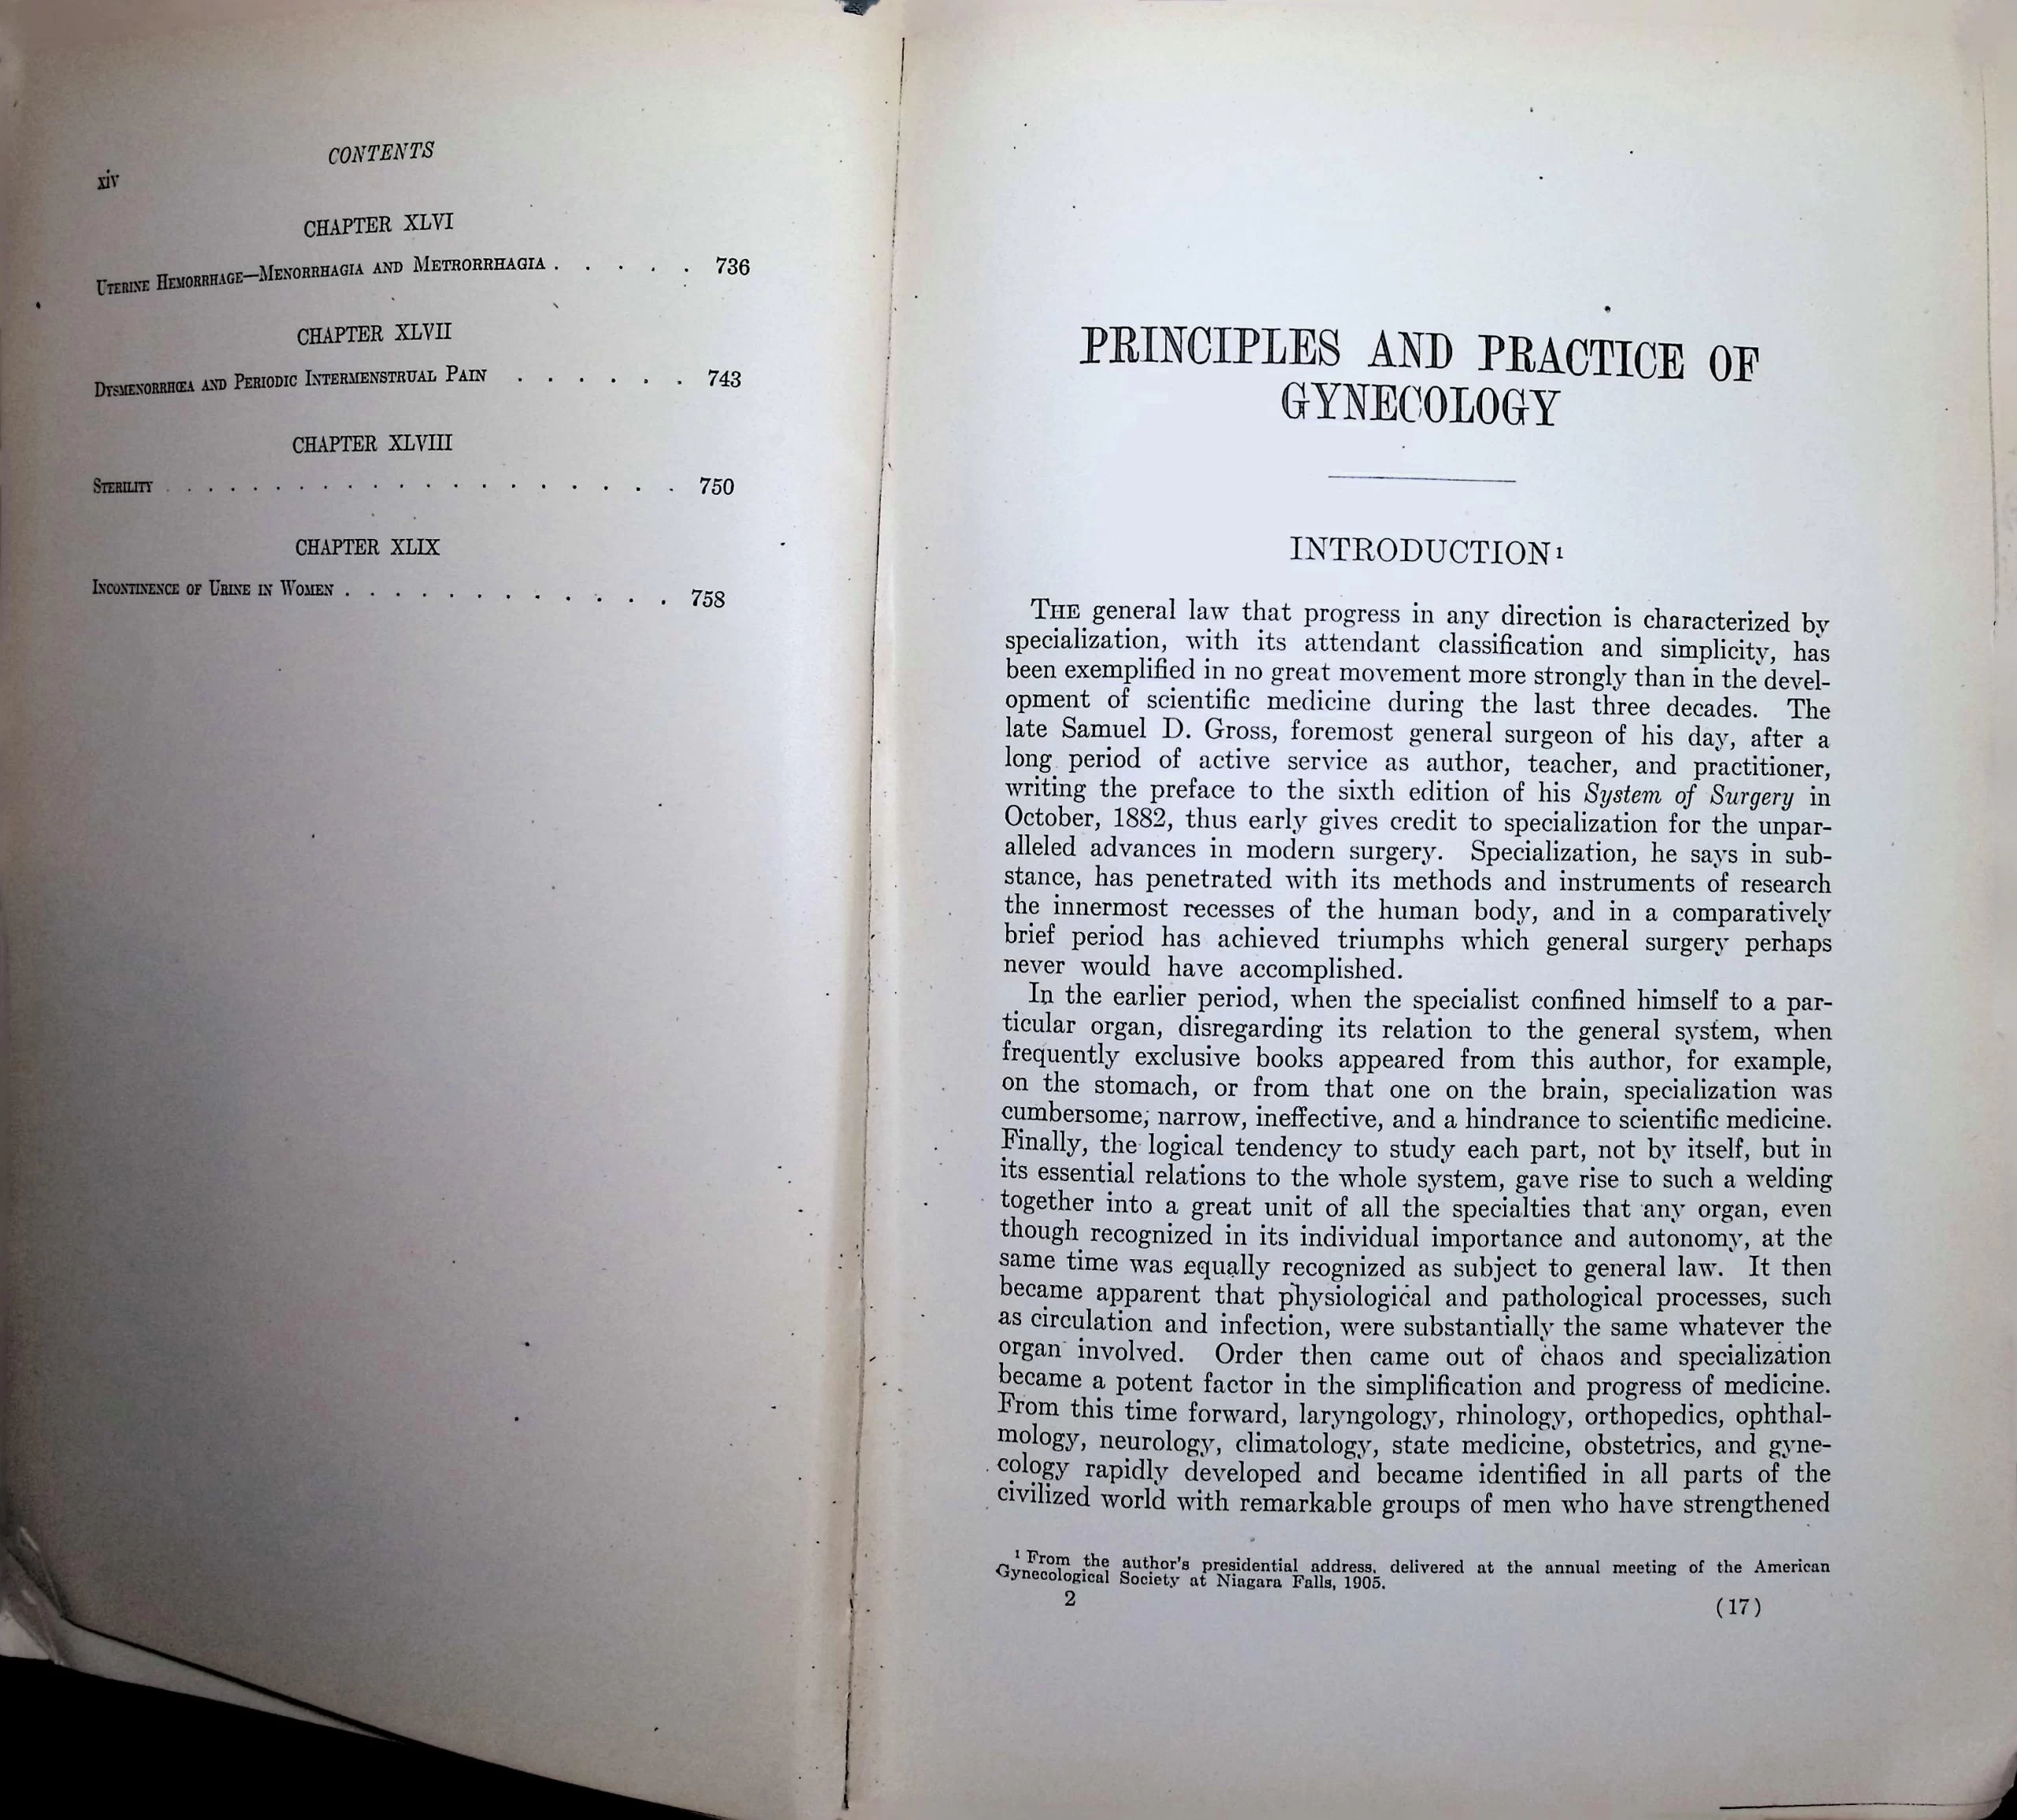 CONTENTS
xiv
CHAPTER XLVI
UTERINE HEMORRHAGE—MENORRHAGIA AND METRORRHAGIA . . . . . 736
CHAPTER XLVII
DYSMENORRHŒA AND PERIODIC INTERMENSTRUAL PAIN . . . . . . 743
CHAPTER XLVIII
STERILITY . . . . . . . . . . . . . . . . . . . . 750
CHAPTER XLIX
INCONTINENCE OF URINE IN WOMEN . . . . . . . . . . . . 758
PRINCIPLES AND PRACTICE OF
GYNECOLOGY
INTRODUCTION¹
THE general law that progress in any direction is characterized by
specialization, with its attendant classification and simplicity, has
been exemplified in no great movement more strongly than in the devel-
opment of scientific medicine during the last three decades. The
late Samuel D. Gross, foremost general surgeon of his day, after a
long period of active service as author, teacher, and practitioner,
writing the preface to the sixth edition of his System of Surgery in
October, 1882, thus early gives credit to specialization for the unpar-
alleled advances in modern surgery. Specialization, he says in sub-
stance, has penetrated with its methods and instruments of research
the innermost recesses of the human body, and in a comparatively
brief period has achieved triumphs which general surgery perhaps
never would have accomplished.
In the earlier period, when the specialist confined himself to a par-
ticular organ, disregarding its relation to the general system, when
frequently exclusive books appeared from this author, for example,
on the stomach, or from that one on the brain, specialization was
cumbersome, narrow, ineffective, and a hindrance to scientific medicine.
Finally, the logical tendency to study each part, not by itself, but in
its essential relations to the whole system, gave rise to such a welding
together into a great unit of all the specialties that any organ, even
though recognized in its individual importance and autonomy, at the
same time was equally recognized as subject to general law. It then
became apparent that physiological and pathological processes, such
as circulation and infection, were substantially the same whatever the
organ involved. Order then came out of chaos and specialization
became a potent factor in the simplification and progress of medicine.
From this time forward, laryngology, rhinology, orthopedics, ophthal-
mology, neurology, climatology, state medicine, obstetrics, and gyne-
cology rapidly developed and became identified in all parts of the
civilized world with remarkable groups of men who have strengthened
¹ From the author's presidential address, delivered at the annual meeting of the American
Gynecological Society at Niagara Falls, 1905.
2
(17)